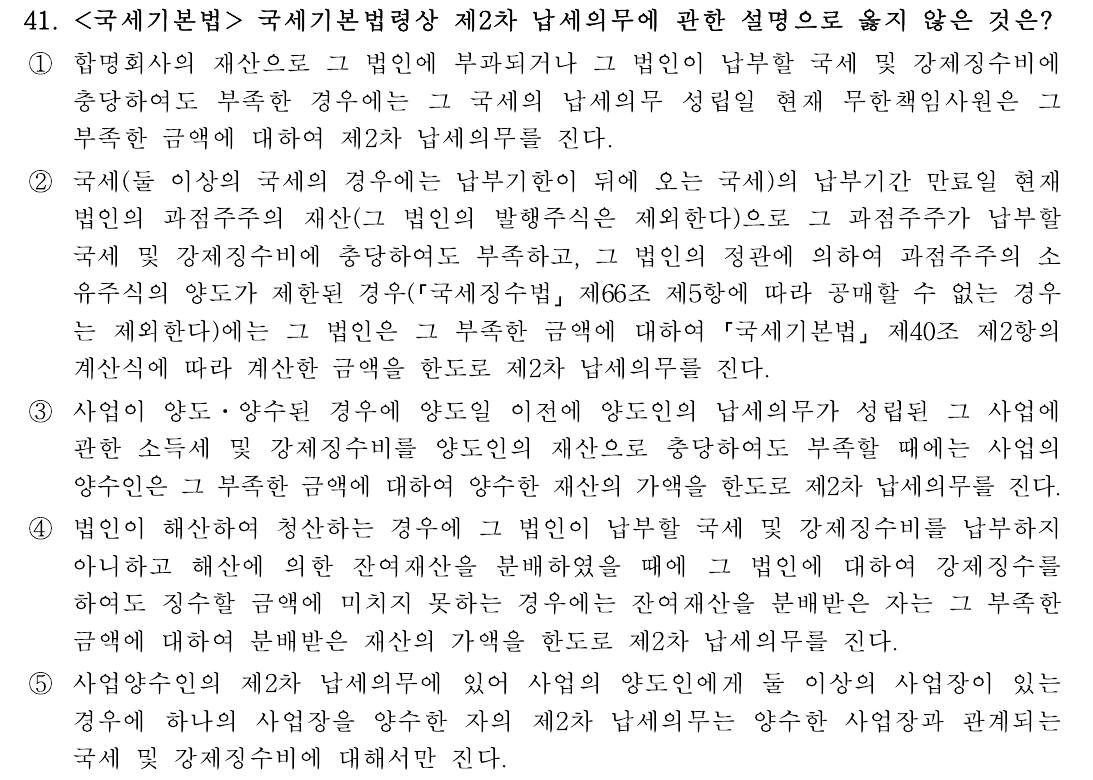 41. <국세기본법> 국세기본법령상 제2차 납세의무에 관한 설명으로 옳지 않은 것은?
① 합명회사의 재산으로 그 법인에 부과되거나 그 법인이 납부할 국세 및 강제징수비에
충당하여도 부족한 경우에는 그 국세의 납세의무 성립일 현재 무한책임사원은 그
부족한 금액에 대하여 제2차 납세의무를 진다.
② 국세(둘 이상의 국세의 경우에는 납부기한이 뒤에 오는 국세)의 납부기간 만료일 현재
법인의 과점주주의 재산(그 법인의 발행주식은 제외한다)으로 그 과점주주가 납부할
국세 및 강제징수비에 충당하여도 부족하고, 그 법인의 정관에 의하여 과점주주의 소
유주식의 양도가 제한된 경우(「국세징수법」 제66조 제5항에 따라 공매할 수 없는 경우
는 제외한다)에는 그 법인은 그 부족한 금액에 대하여 「국세기본법」 제40조 제2항의
계산식에 따라 계산한 금액을 한도로 제2차 납세의무를 진다.
③ 사업이 양도·양수된 경우에 양도일 이전에 양도인의 납세의무가 성립된 그 사업에
관한 소득세 및 강제징수비를 양도인의 재산으로 충당하여도 부족할 때에는 사업의
양수인은 그 부족한 금액에 대하여 양수한 재산의 가액을 한도로 제2차 납세의무를 진다.
④ 법인이 해산하여 청산하는 경우에 그 법인이 납부할 국세 및 강제징수비를 납부하지
아니하고 해산에 의한 잔여재산을 분배하였을 때에 그 법인에 대하여 강제징수를
하여도 징수할 금액에 미치지 못하는 경우에는 잔여재산을 분배받은 자는 그 부족한
금액에 대하여 분배받은 재산의 가액을 한도로 제2차 납세의무를 진다.
⑤ 사업양수인의 제2차 납세의무에 있어 사업의 양도인에게 둘 이상의 사업장이 있는
경우에 하나의 사업장을 양수한 자의 제2차 납세의무는 양수한 사업장과 관계되는
국세 및 강제징수비에 대해서만 진다.